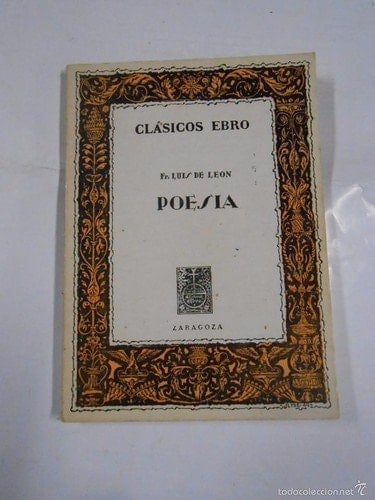 CLÁSICOS EBRO
Fr. LUIS DE LEON
POESIA
ZARAGOZA
todocoleccion.net